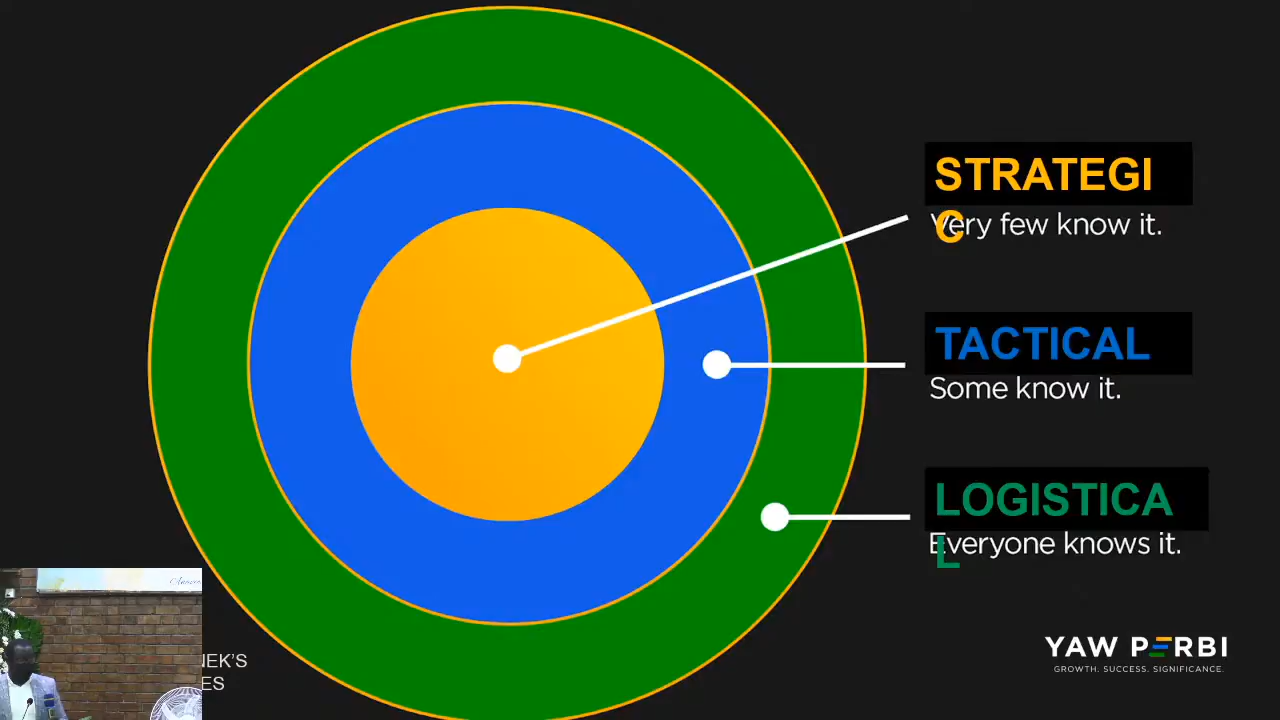 STRATEGI
C
Very few know it.
TACTICAL
Some know it.
LOGISTICA
L
Everyone knows it.
NEK'S
ES
YAW PERBI
GROWTH. SUCCESS. SIGNIFICANCE.